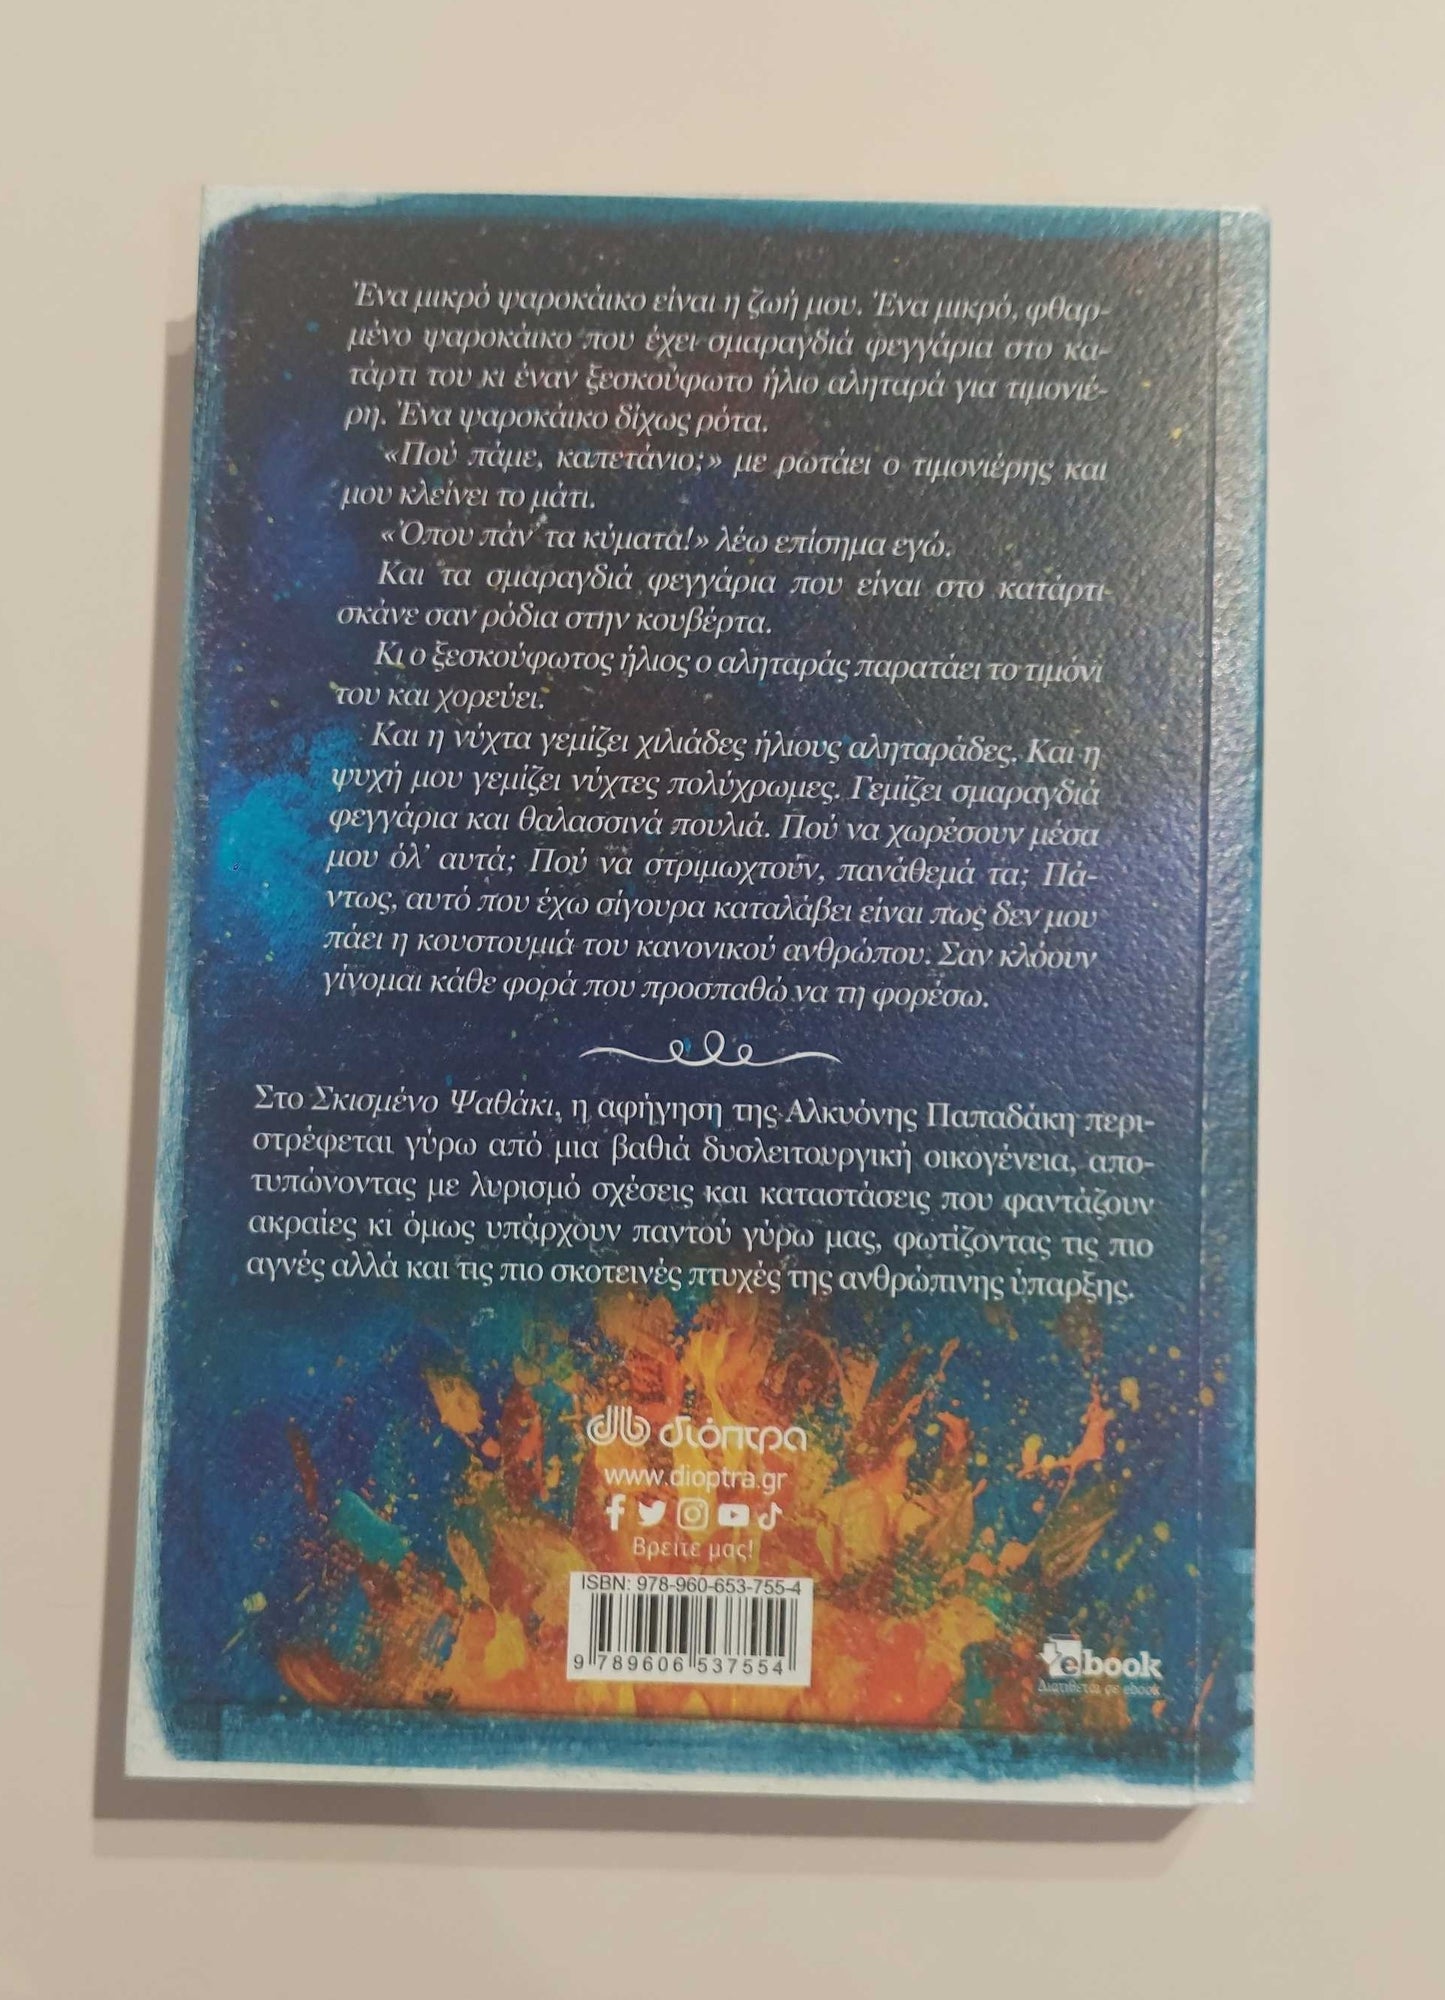 Ένα μικρό ψαροκάικο είναι η ζωή μου. Ένα μικρό, φθαρ-
μένο ψαροκάικο που έχει σμαραγδιά φεγγάρια στο κα-
τάρτι του κι έναν ξεσκούφωτο ήλιο αληταρά για τιμονιέ-
ρη. Ένα ψαροκάικο δίχως ρότα.
«Πού πάμε, καπετάνιο;» με ρωτάει ο τιμονιέρης και
μου κλείνει το μάτι.
«Όπου πάν' τα κύματα!» λέω επίσημα εγώ.
Και τα σμαραγδιά φεγγάρια που είναι στο κατάρτι
σκάνε σαν ρόδια στην κουβέρτα.
Κι ο ξεσκούφωτος ήλιος ο αληταράς παρατάει το τιμόνι
του και χορεύει.
Και η νύχτα γεμίζει χιλιάδες ήλιους αληταράδες. Και η
ψυχή μου γεμίζει νύχτες πολύχρωμες. Γεμίζει σμαραγδιά
φεγγάρια και θαλασσινά πουλιά. Πού να χωρέσουν μέσα
μου όλ' αυτά; Πού να στριμωχτούν, πανάθεμά τα; Πά-
ντως, αυτό που έχω σίγουρα καταλάβει είναι πως δεν μου
πάει η κουστουμιά του κανονικού ανθρώπου. Σαν κλόουν
γίνομαι κάθε φορά που προσπαθώ να τη φορέσω.
Στο Σκισμένο Ψαθάκι, η αφήγηση της Αλκυόνης Παπαδάκη περι-
στρέφεται γύρω από μια βαθιά δυσλειτουργική οικογένεια, απο-
τυπώνοντας με λυρισμό σχέσεις και καταστάσεις που φαντάζουν
ακραίες κι όμως υπάρχουν παντού γύρω μας, φωτίζοντας τις πιο
αγνές αλλά και τις πιο σκοτεινές πτυχές της ανθρώπινης ύπαρξης.
διόπτρα
www.dioptra.gr
Βρείτε μας!
ISBN: 978-960-653-755-4
9 789606 537554
ebook
Διατίθεται σε ebook